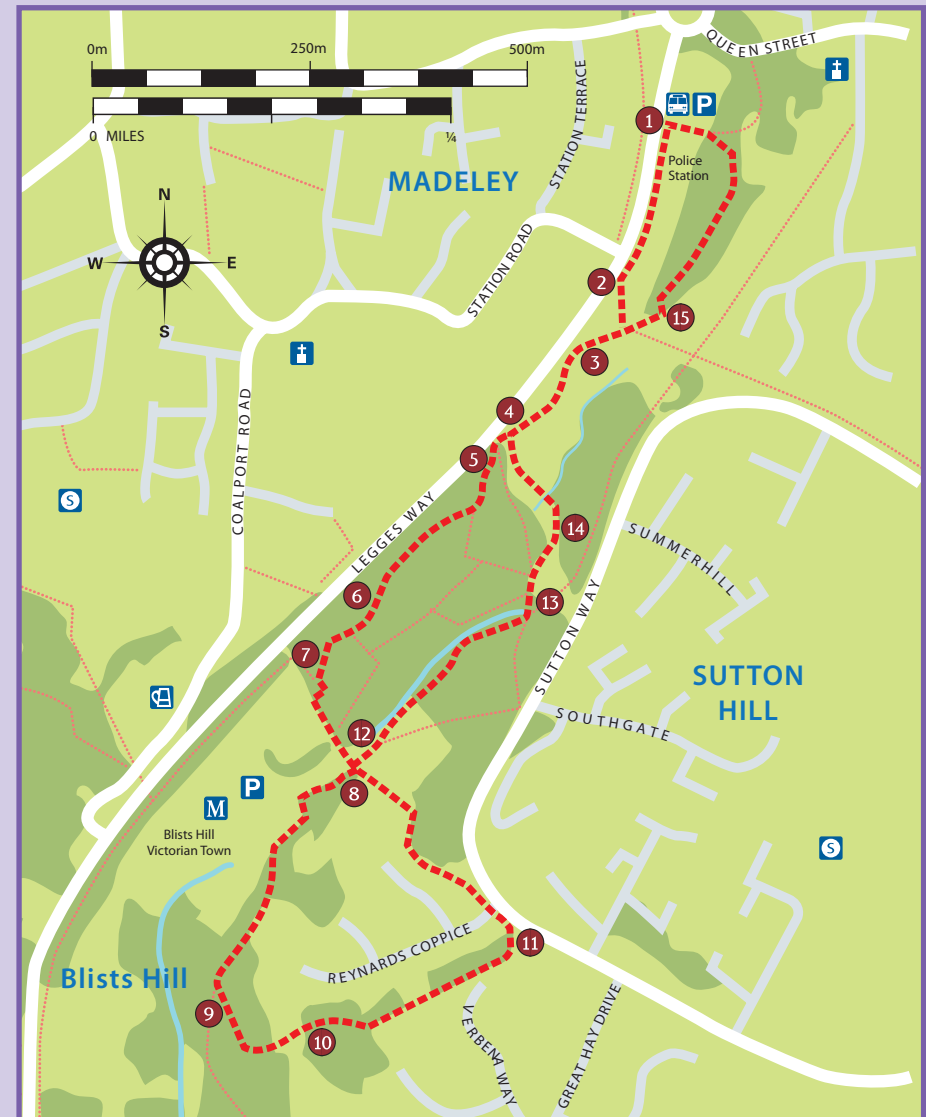 0m 250m 500m
0 MILES ¼
QUEEN STREET
STATION TERRACE
P
1
Police
Station
MADELEY
N
W E
S
STATION ROAD
2
15
3
4
5
COALPORT ROAD
S
LEGGES WAY
14
SUMMERHILL
6
13
SUTTON WAY
7
SUTTON
HILL
SOUTHGATE
12
P
8
M
Blists Hill
Victorian Town
S
REYNARDS COPPICE
11
Blists Hill
9
10
VERBENA WAY
GREAT HAY DRIVE